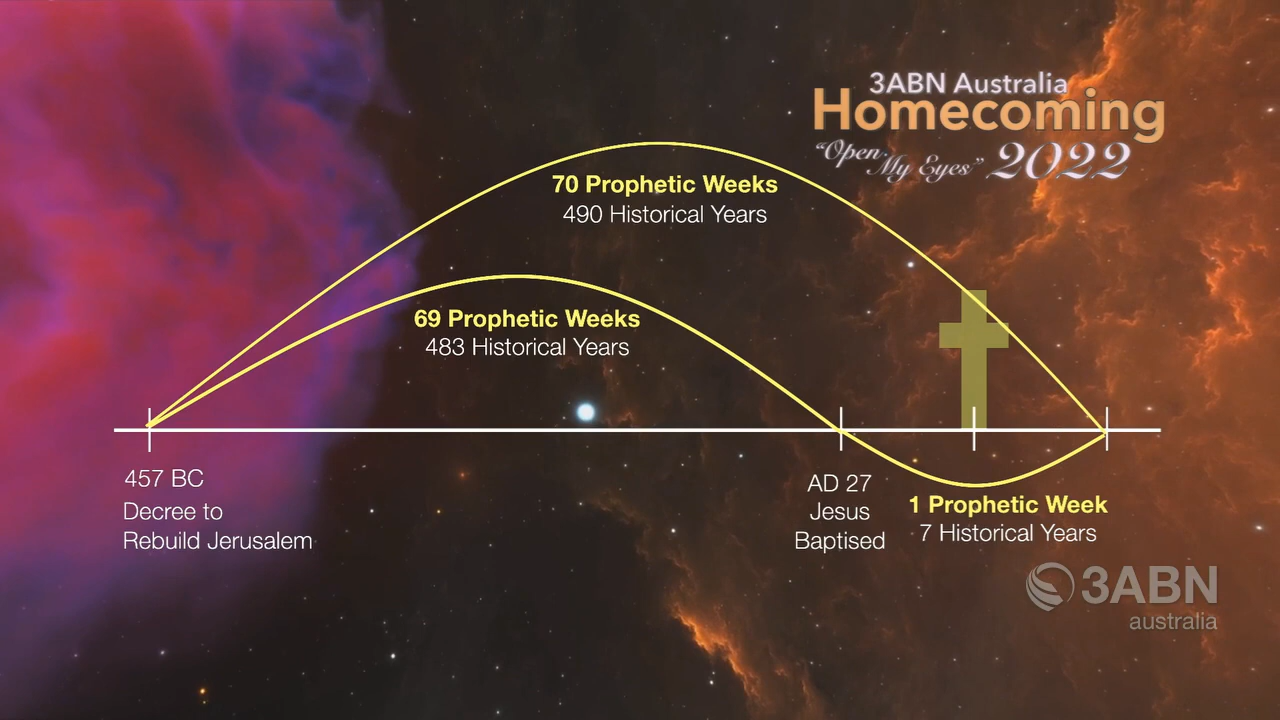 3ABN Australia
Homecoming
“Open My Eyes” 2022
70 Prophetic Weeks
490 Historical Years
69 Prophetic Weeks
483 Historical Years
457 BC
Decree to
Rebuild Jerusalem
AD 27
Jesus
Baptised
1 Prophetic Week
7 Historical Years
3ABN
australia